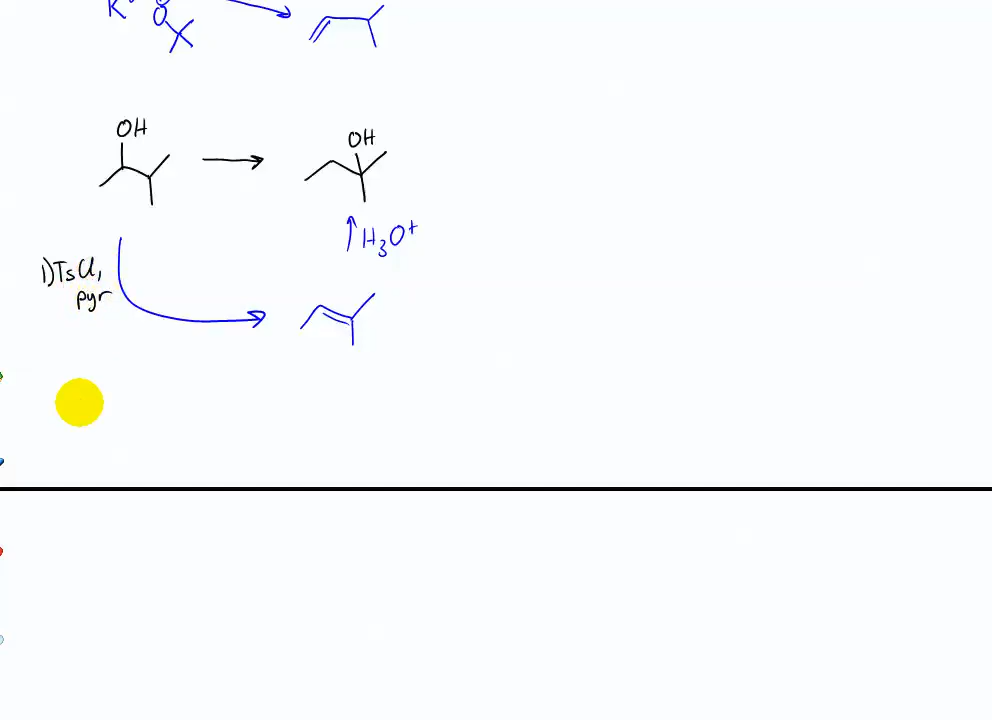 K
O
OH
OH
H3O+
1) TsCl,
pyr